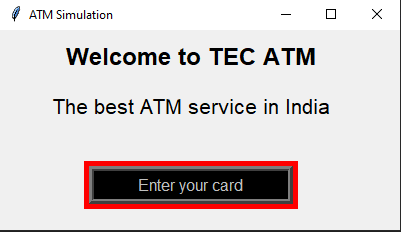 ATM Simulation
Welcome to TEC ATM
The best ATM service in India
Enter your card